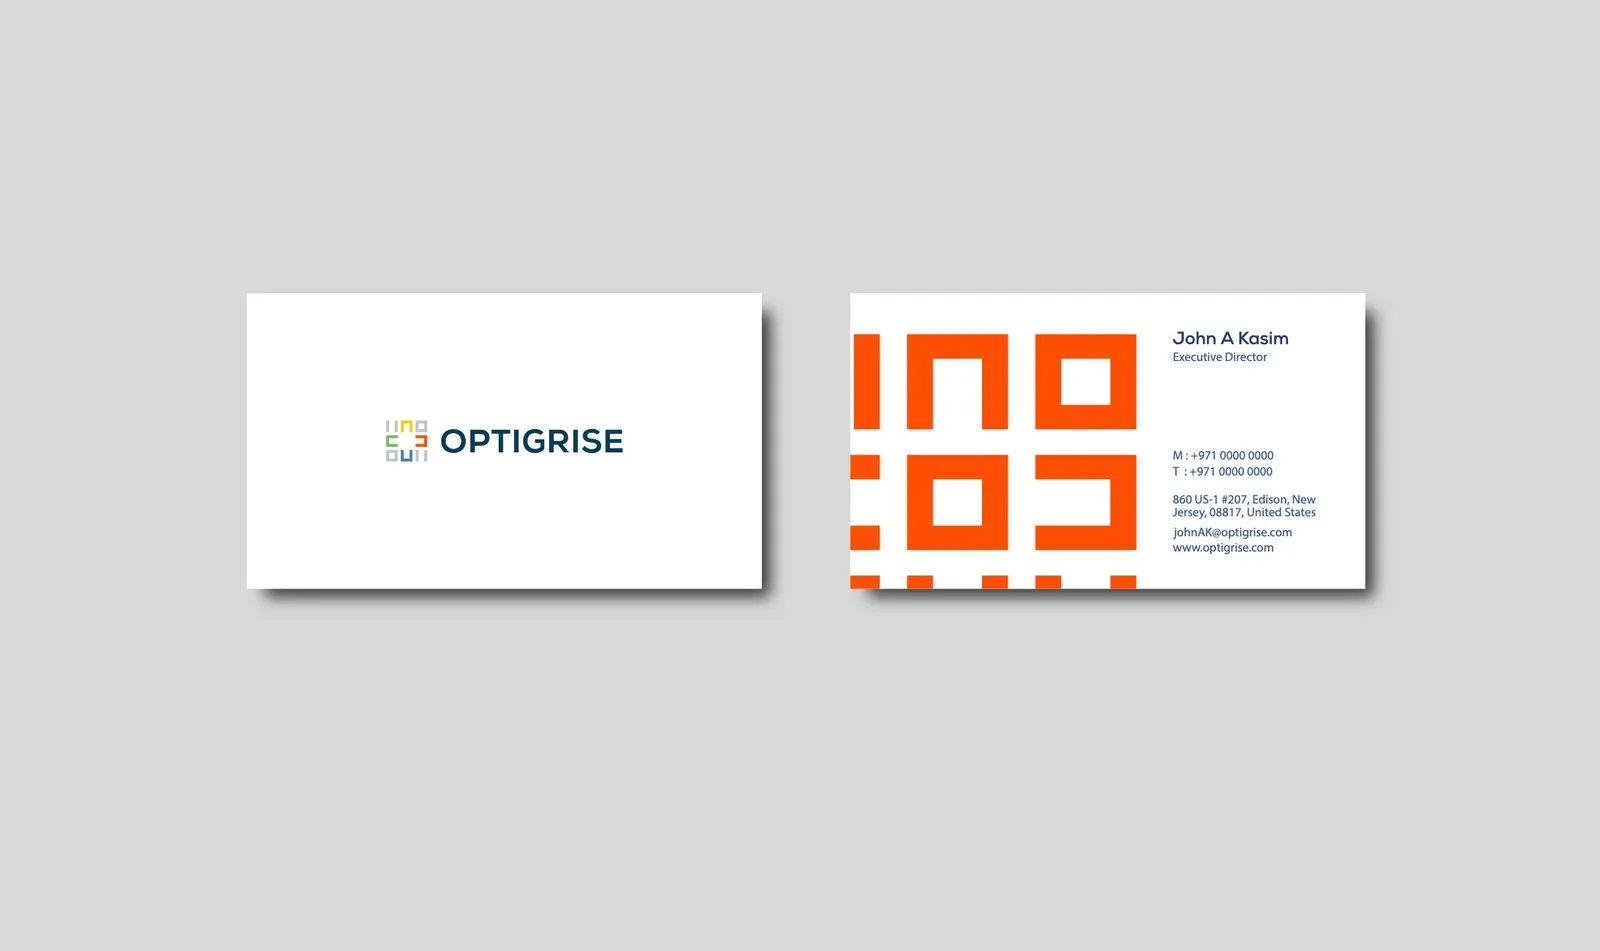 OPTIGRISE
John A Kasim
Executive Director
M : +971 0000 0000
T : +971 0000 0000
860 US-1 #207, Edison, New
Jersey, 08817, United States
johnAK@optigrise.com
www.optigrise.com